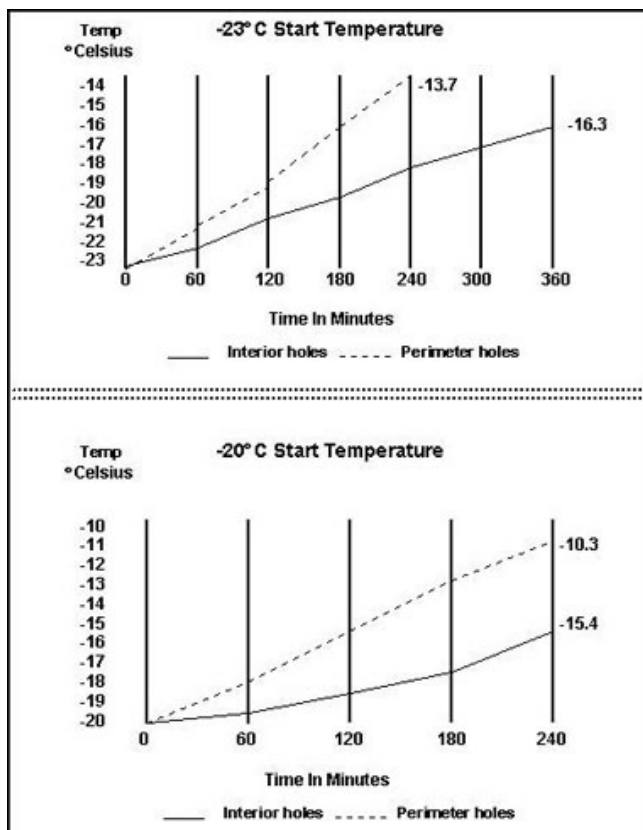 Temp
°Celsius
-23°C Start Temperature
-14
-15
-16
-17
-18
-19
-20
-21
-22
-23
-13.7
-16.3
0 60 120 180 240 300 360
Time In Minutes
Interior holes Perimeter holes
Temp
°Celsius
-20°C Start Temperature
-10
-11
-12
-13
-14
-15
-16
-17
-18
-19
-20
-10.3
-15.4
0 60 120 180 240
Time In Minutes
Interior holes Perimeter holes